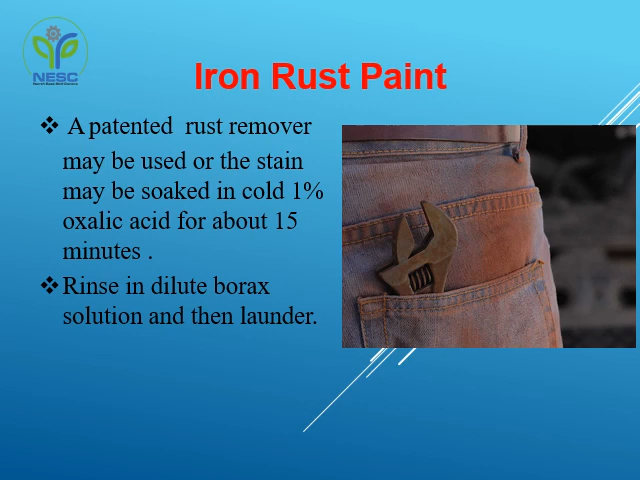 NESC
Iron Rust Paint
❖ A patented rust remover
may be used or the stain
may be soaked in cold 1%
oxalic acid for about 15
minutes .
❖Rinse in dilute borax
solution and then launder.